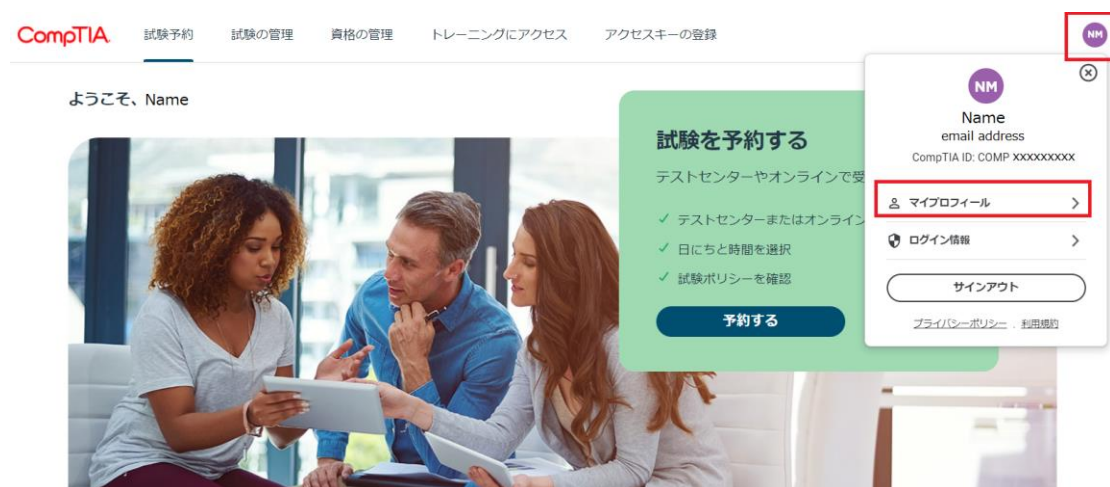 CompTIA. 試験予約 試験の管理 資格の管理 トレーニングにアクセス アクセスキーの登録 NM
ようこそ、Name
試験を予約する
テストセンターやオンラインで受
✓ テストセンターまたはオンライン
✓ 日にちと時間を選択
✓ 試験ポリシーを確認
予約する
NM
Name
email address
CompTIA ID: COMP XXXXXXXXX
マイプロフィール
ログイン情報
サインアウト
プライバシーポリシー . 利用規約